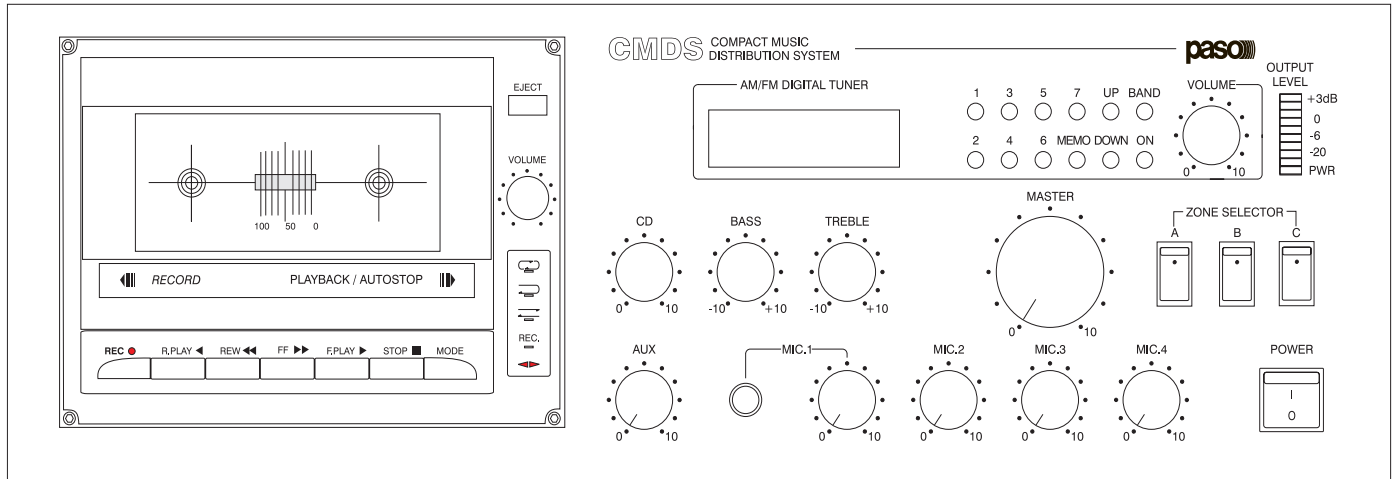 EJECT
VOLUME
100 50 0
RECORD PLAYBACK / AUTOSTOP
REC R.PLAY REW FF F.PLAY STOP MODE
REC.
CMDS COMPACT MUSIC
DISTRIBUTION SYSTEM
paso
OUTPUT
LEVEL
+3dB
0
-6
-20
PWR
AM/FM DIGITAL TUNER
1 3 5 7 UP BAND
2 4 6 MEMO DOWN ON
VOLUME
0 10
CD
0 10
BASS
-10 +10
TREBLE
-10 +10
MASTER
0 10
ZONE SELECTOR
A B C
AUX
0 10
MIC.1
0 10
MIC.2
0 10
MIC.3
0 10
MIC.4
0 10
POWER
I
0